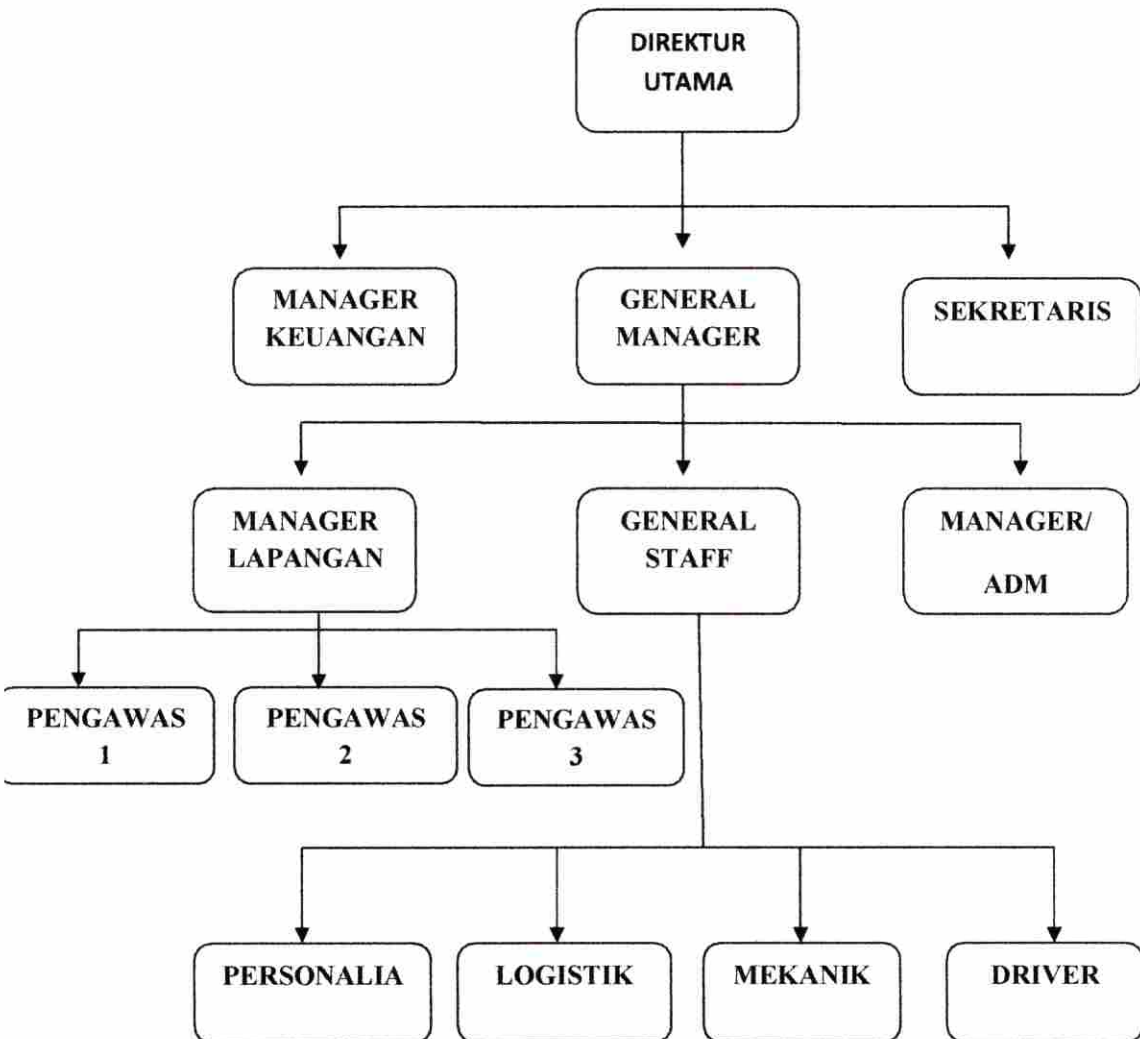 DIREKTUR
UTAMA
MANAGER
KEUANGAN
GENERAL
MANAGER
SEKRETARIS
MANAGER
LAPANGAN
GENERAL
STAFF
MANAGER/
ADM
PENGAWAS
1
PENGAWAS
2
PENGAWAS
3
PERSONALIA
LOGISTIK
MEKANIK
DRIVER